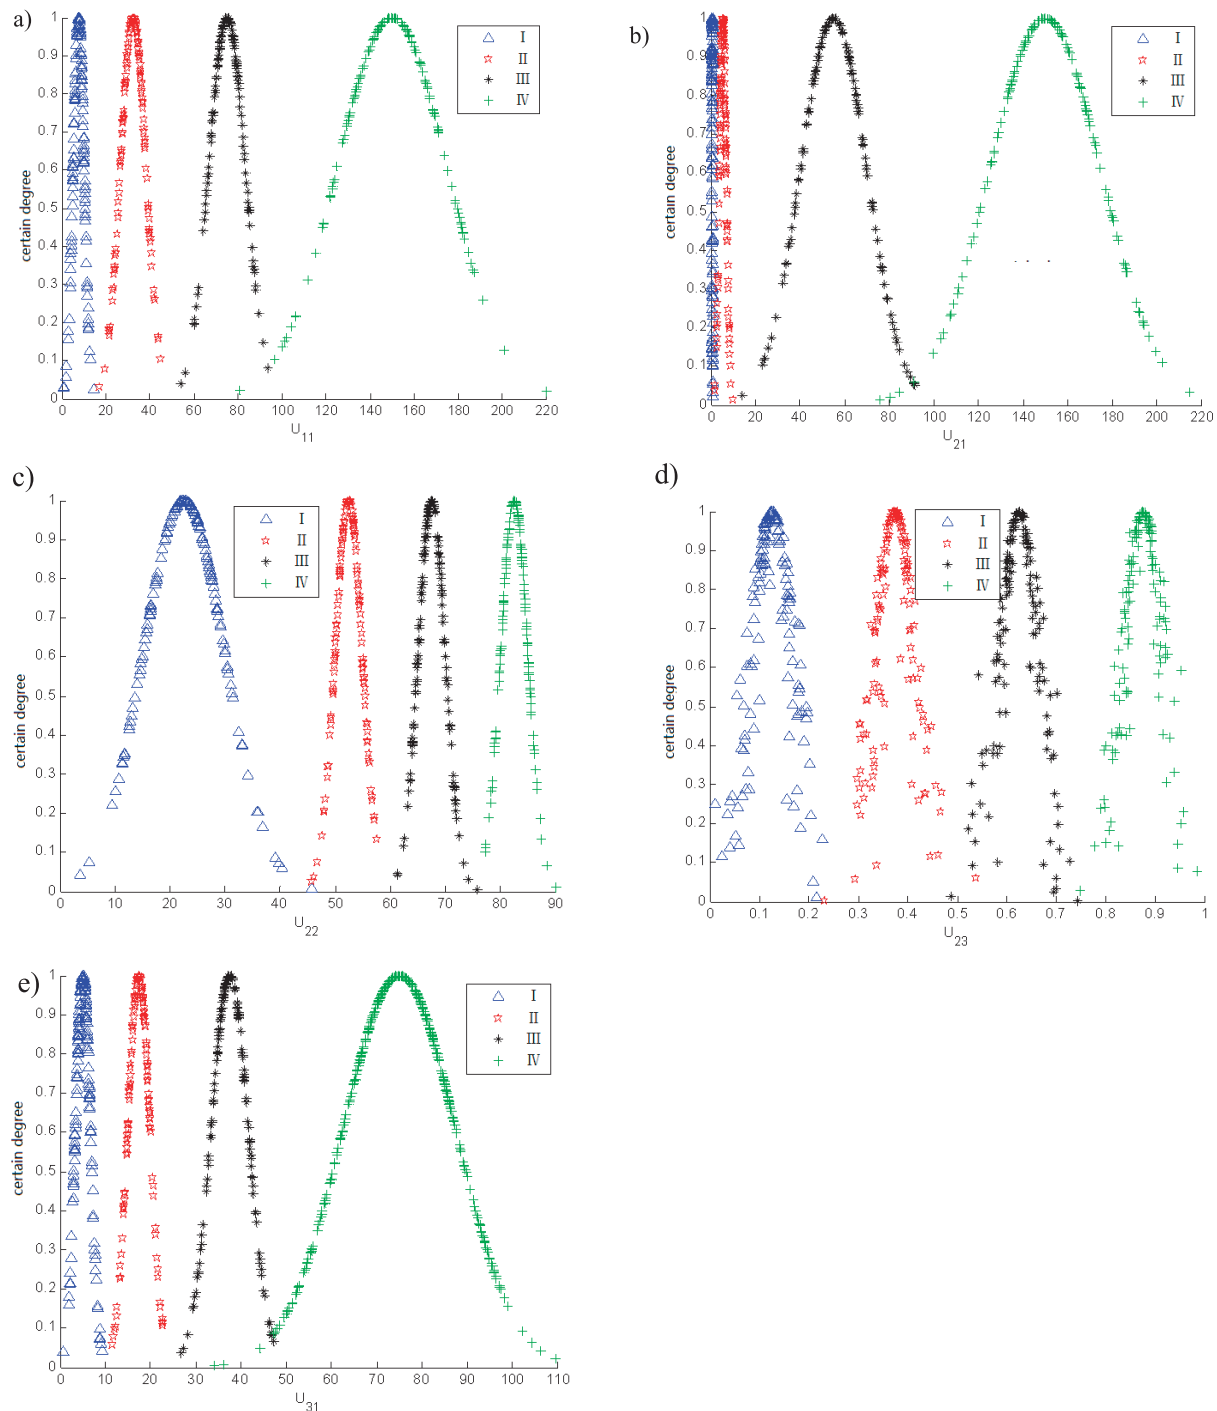 a)
1
0.9
0.8
0.7
0.6
0.5
0.4
0.3
0.2
0.1
0
certain degree
0 20 40 60 80 100 120 140 160 180 200 220
U11
I
II
III
IV
b)
1
0.9
0.8
0.7
0.6
0.5
0.4
0.3
0.2
0.1
0
certain degree
0 20 40 60 80 100 120 140 160 180 200 220
U21
I
II
III
IV
c)
1
0.9
0.8
0.7
0.6
0.5
0.4
0.3
0.2
0.1
0
certain degree
0 10 20 30 40 50 60 70 80 90
U22
I
II
III
IV
d)
1
0.9
0.8
0.7
0.6
0.5
0.4
0.3
0.2
0.1
0
certain degree
0 0.1 0.2 0.3 0.4 0.5 0.6 0.7 0.8 0.9 1
U23
I
II
III
IV
e)
1
0.9
0.8
0.7
0.6
0.5
0.4
0.3
0.2
0.1
0
certain degree
0 10 20 30 40 50 60 70 80 90 100 110
U31
I
II
III
IV